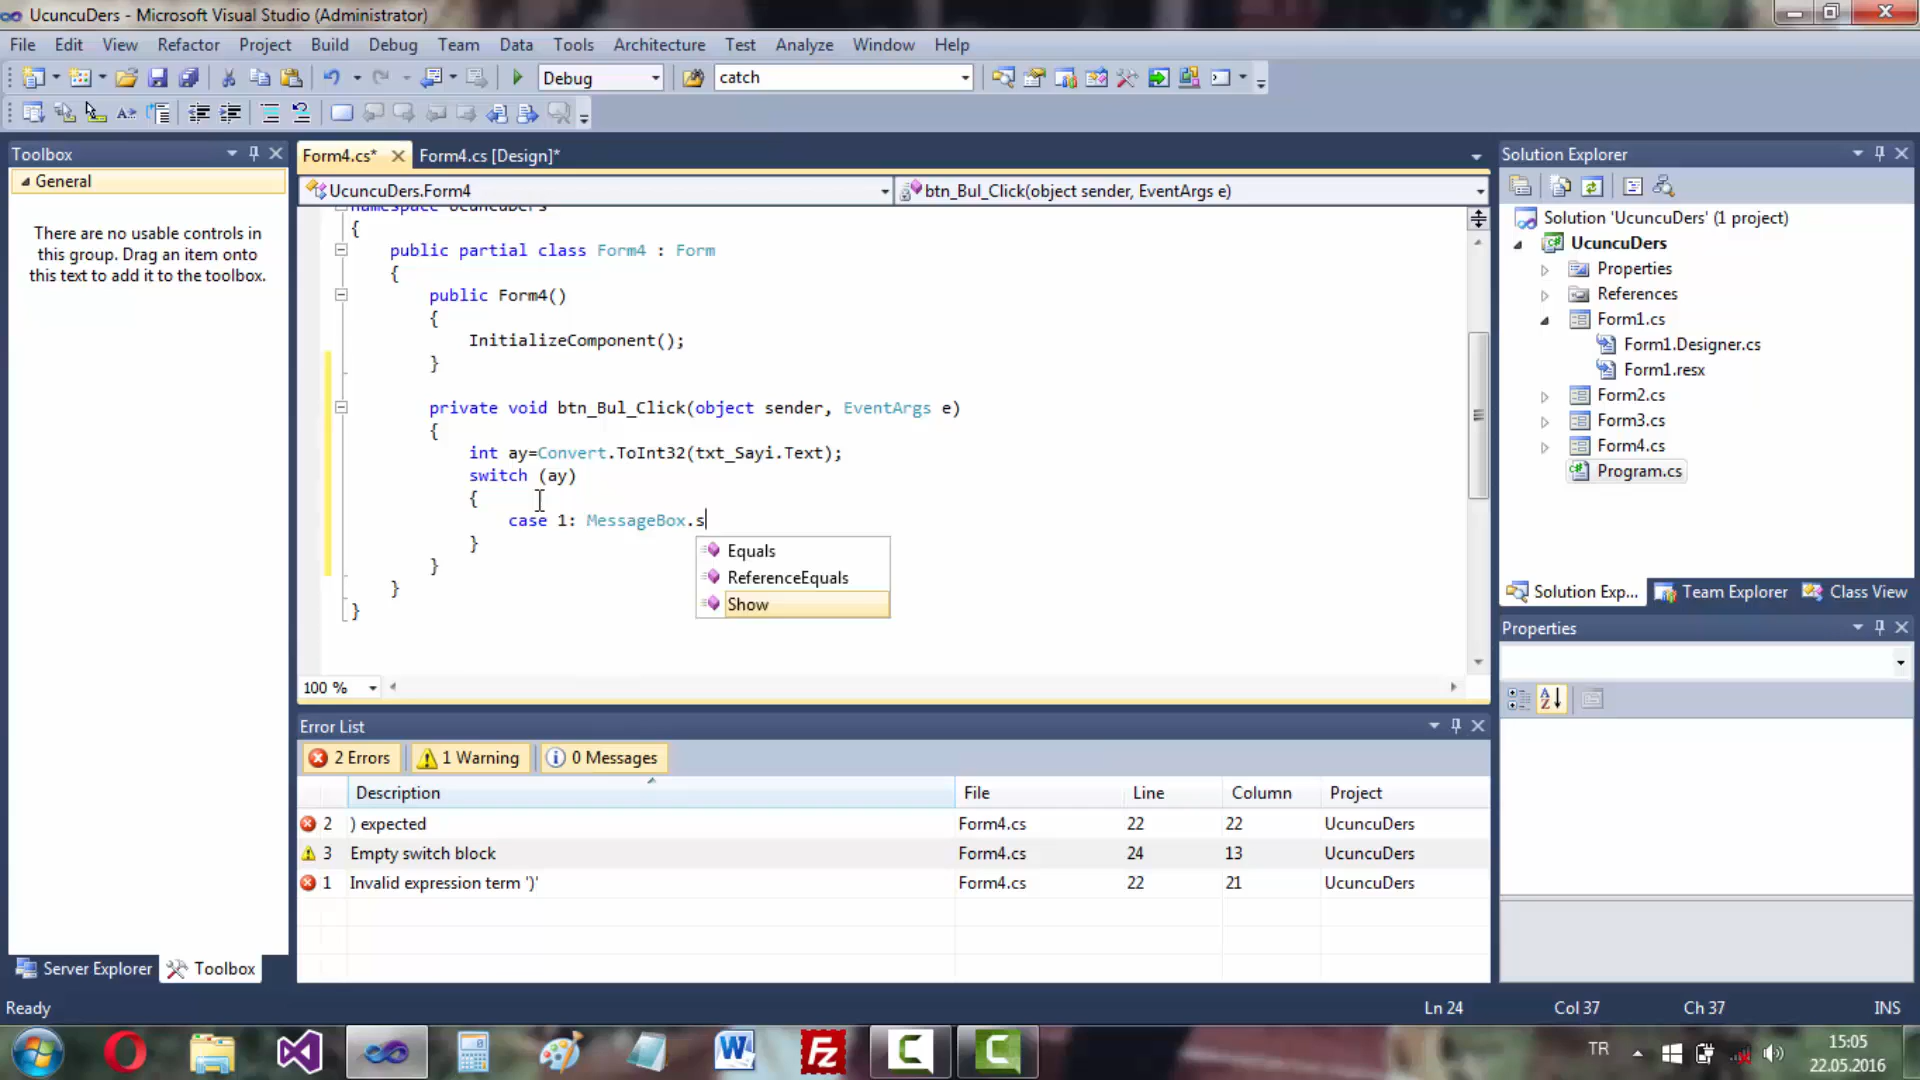 UcuncuDers - Microsoft Visual Studio (Administrator)
File Edit View Refactor Project Build Debug Team Data Tools Architecture Test Analyze Window Help
Debug catch
Toolbox
General
There are no usable controls in
this group. Drag an item onto
this text to add it to the toolbox.
Server Explorer Toolbox
Form4.cs* Form4.cs [Design]*
UcuncuDers.Form4 btn_Bul_Click(object sender, EventArgs e)
namespace UcuncuDers
{
public partial class Form4 : Form
{
public Form4()
{
InitializeComponent();
}
private void btn_Bul_Click(object sender, EventArgs e)
{
int ay=Convert.ToInt32(txt_Sayi.Text);
switch (ay)
{
case 1: MessageBox.s
}
}
}
}
Equals
ReferenceEquals
Show
100 %
Error List
2 Errors 1 Warning 0 Messages
Description File Line Column Project
2 ) expected Form4.cs 22 22 UcuncuDers
3 Empty switch block Form4.cs 24 13 UcuncuDers
1 Invalid expression term ')' Form4.cs 22 21 UcuncuDers
Solution Explorer
Solution 'UcuncuDers' (1 project)
UcuncuDers
Properties
References
Form1.cs
Form1.Designer.cs
Form1.resx
Form2.cs
Form3.cs
Form4.cs
Program.cs
Solution Exp... Team Explorer Class View
Properties
Ready Ln 24 Col 37 Ch 37 INS
TR 15:05
22.05.2016